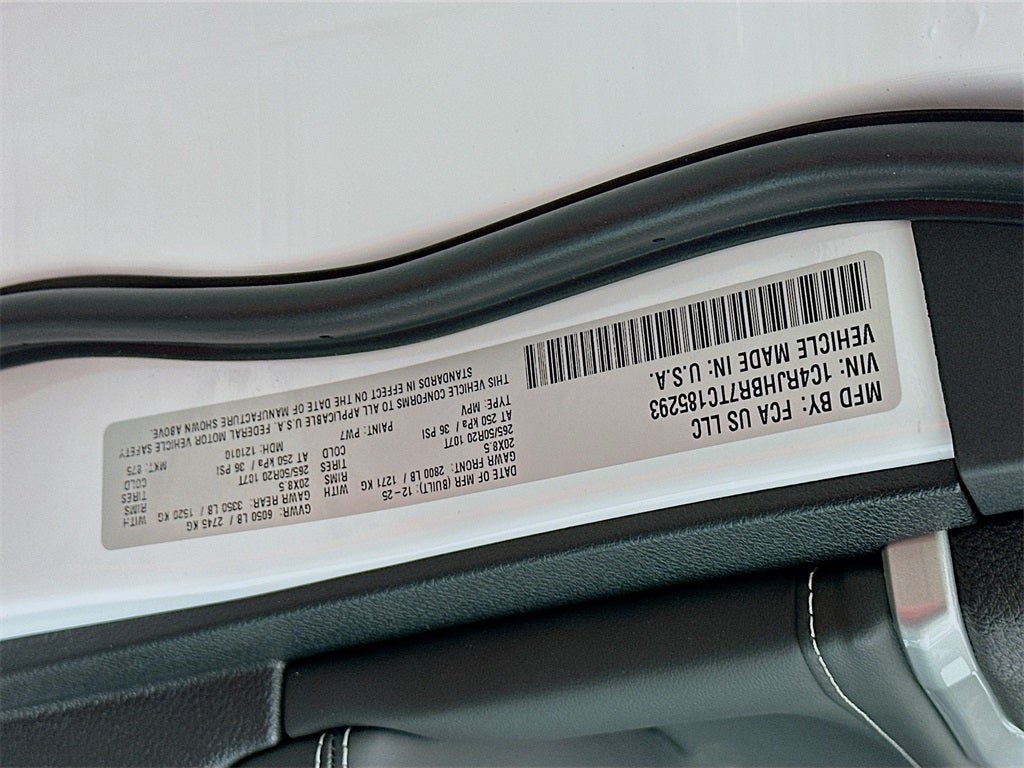 MFD BY: FCA US LLC
VIN: 1C4RJHBR7TC185293
VEHICLE MADE IN: U.S.A.
DATE OF MFR (BUILT): 12-25
GAWR FRONT: 2800 LB / 1271 KG
20X8.5
265/50R20 107T
AT 250 kPa / 36 PSI
WITH
RIMS
TIRES
COLD
TYPE: MPV
PAINT: PW7
GVWR: 6050 LB / 2745 KG
GAWR REAR: 3350 LB / 1520 KG
20X8.5
265/50R20 107T
AT 250 kPa / 36 PSI
WITH
RIMS
TIRES
COLD
MDH: 121010
MKT: 875
THIS VEHICLE CONFORMS TO ALL APPLICABLE U.S.A. FEDERAL MOTOR VEHICLE SAFETY
STANDARDS IN EFFECT ON THE DATE OF MANUFACTURE SHOWN ABOVE.